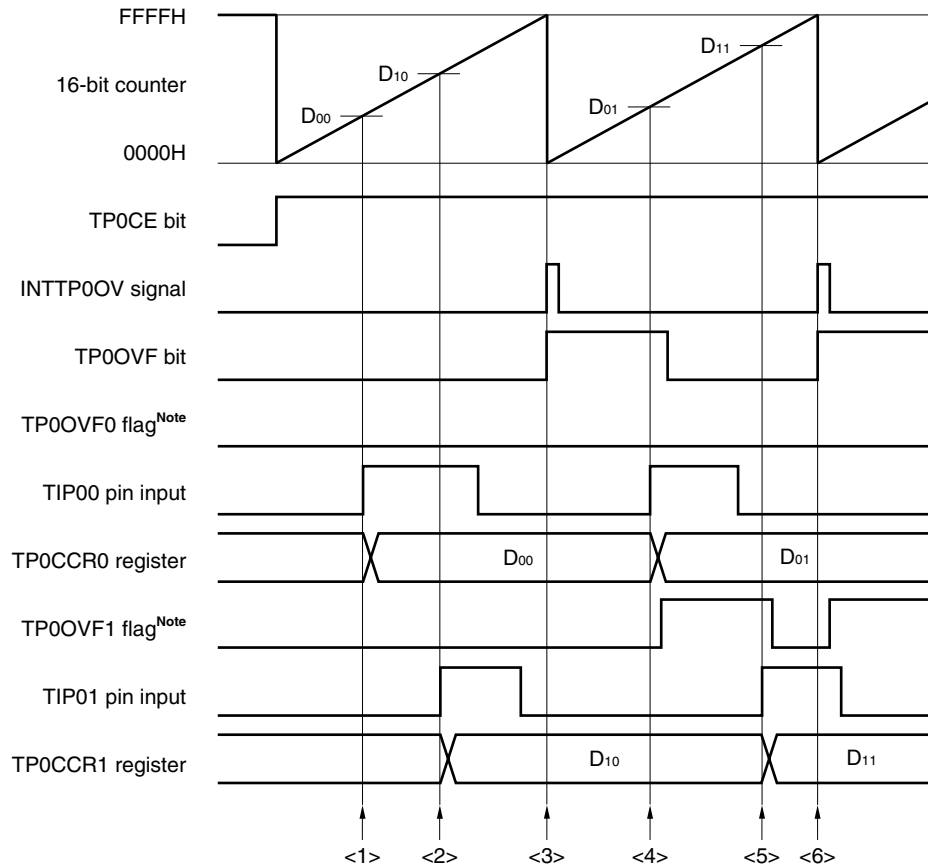 FFFFH
D11
D10
16-bit counter
D01
D00
0000H
TP0CE bit
INTTP0OV signal
TP0OVF bit
TP0OVF0 flagNote
TIP00 pin input
TP0CCR0 register
D00
D01
TP0OVF1 flagNote
TIP01 pin input
TP0CCR1 register
D10
D11
<1> <2> <3> <4> <5> <6>